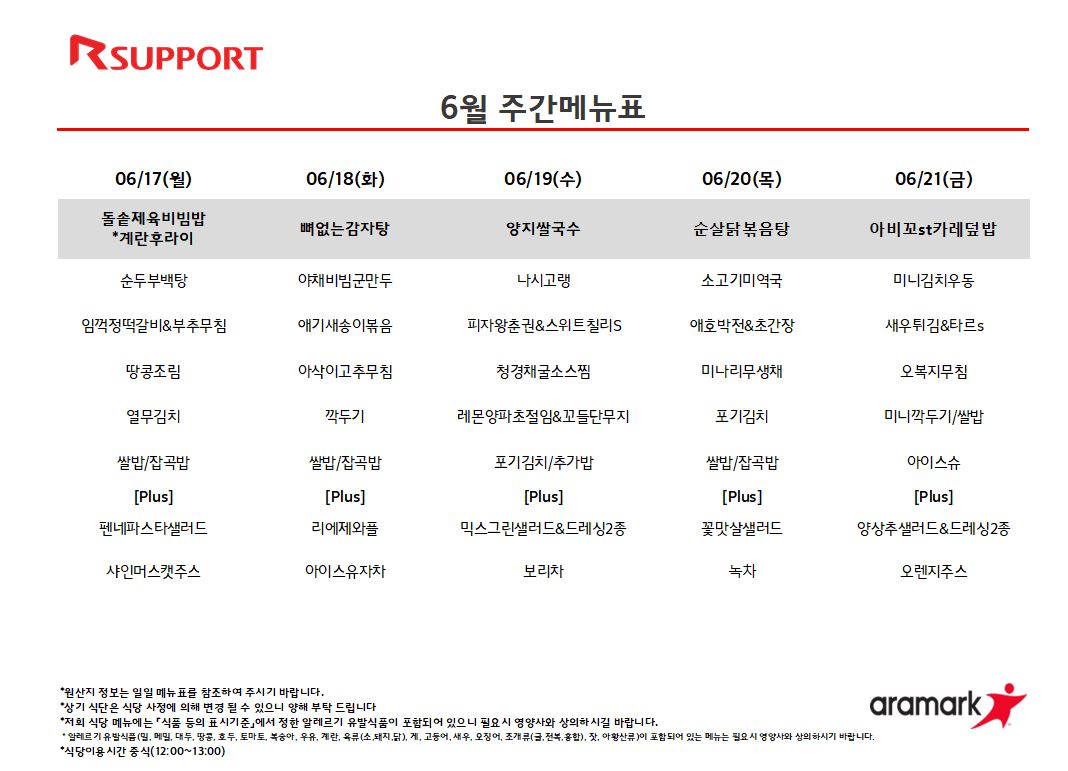 RSUPPORT
6월 주간메뉴표
06/17(월) 06/18(화) 06/19(수) 06/20(목) 06/21(금)
돌솥제육비빔밥
*계란후라이 뼈없는감자탕 양지쌀국수 순살닭볶음탕 아비꼬st카레덮밥
순두부백탕 야채비빔군만두 나시고랭 소고기미역국 미니김치우동
임꺽정떡갈비&부추무침 애기새송이볶음 피자왕춘권&스위트칠리S 애호박전&초간장 새우튀김&타르s
땅콩조림 아삭이고추무침 청경채굴소스찜 미나리무생채 오복지무침
열무김치 깍두기 레몬양파초절임&꼬들단무지 포기김치 미니깍두기/쌀밥
쌀밥/잡곡밥 쌀밥/잡곡밥 포기김치/추가밥 쌀밥/잡곡밥 아이스슈
[Plus] [Plus] [Plus] [Plus] [Plus]
펜네파스타샐러드 리에제와플 믹스그린샐러드&드레싱2종 꽃맛살샐러드 양상추샐러드&드레싱2종
샤인머스캣주스 아이스유자차 보리차 녹차 오렌지주스
*원산지 정보는 일일 메뉴표를 참조하여 주시기 바랍니다.
*상기 식단은 식당 사정에 의해 변경 될 수 있으니 양해 부탁 드립니다
*저희 식당 메뉴에는 『식품 등의 표시기준』에서 정한 알레르기 유발식품이 포함되어 있으니 필요시 영양사와 상의하시길 바랍니다.
* 알레르기 유발식품(밀, 메밀, 대두, 땅콩, 호두, 토마토, 복숭아, 우유, 계란, 육류(소,돼지,닭), 게, 고등어, 새우, 오징어, 조개류(굴,전복,홍합), 잣, 아황산류)이 포함되어 있는 메뉴는 필요시 영양사와 상의하시기 바랍니다.
*식당이용시간 중식(12:00~13:00)
aramark